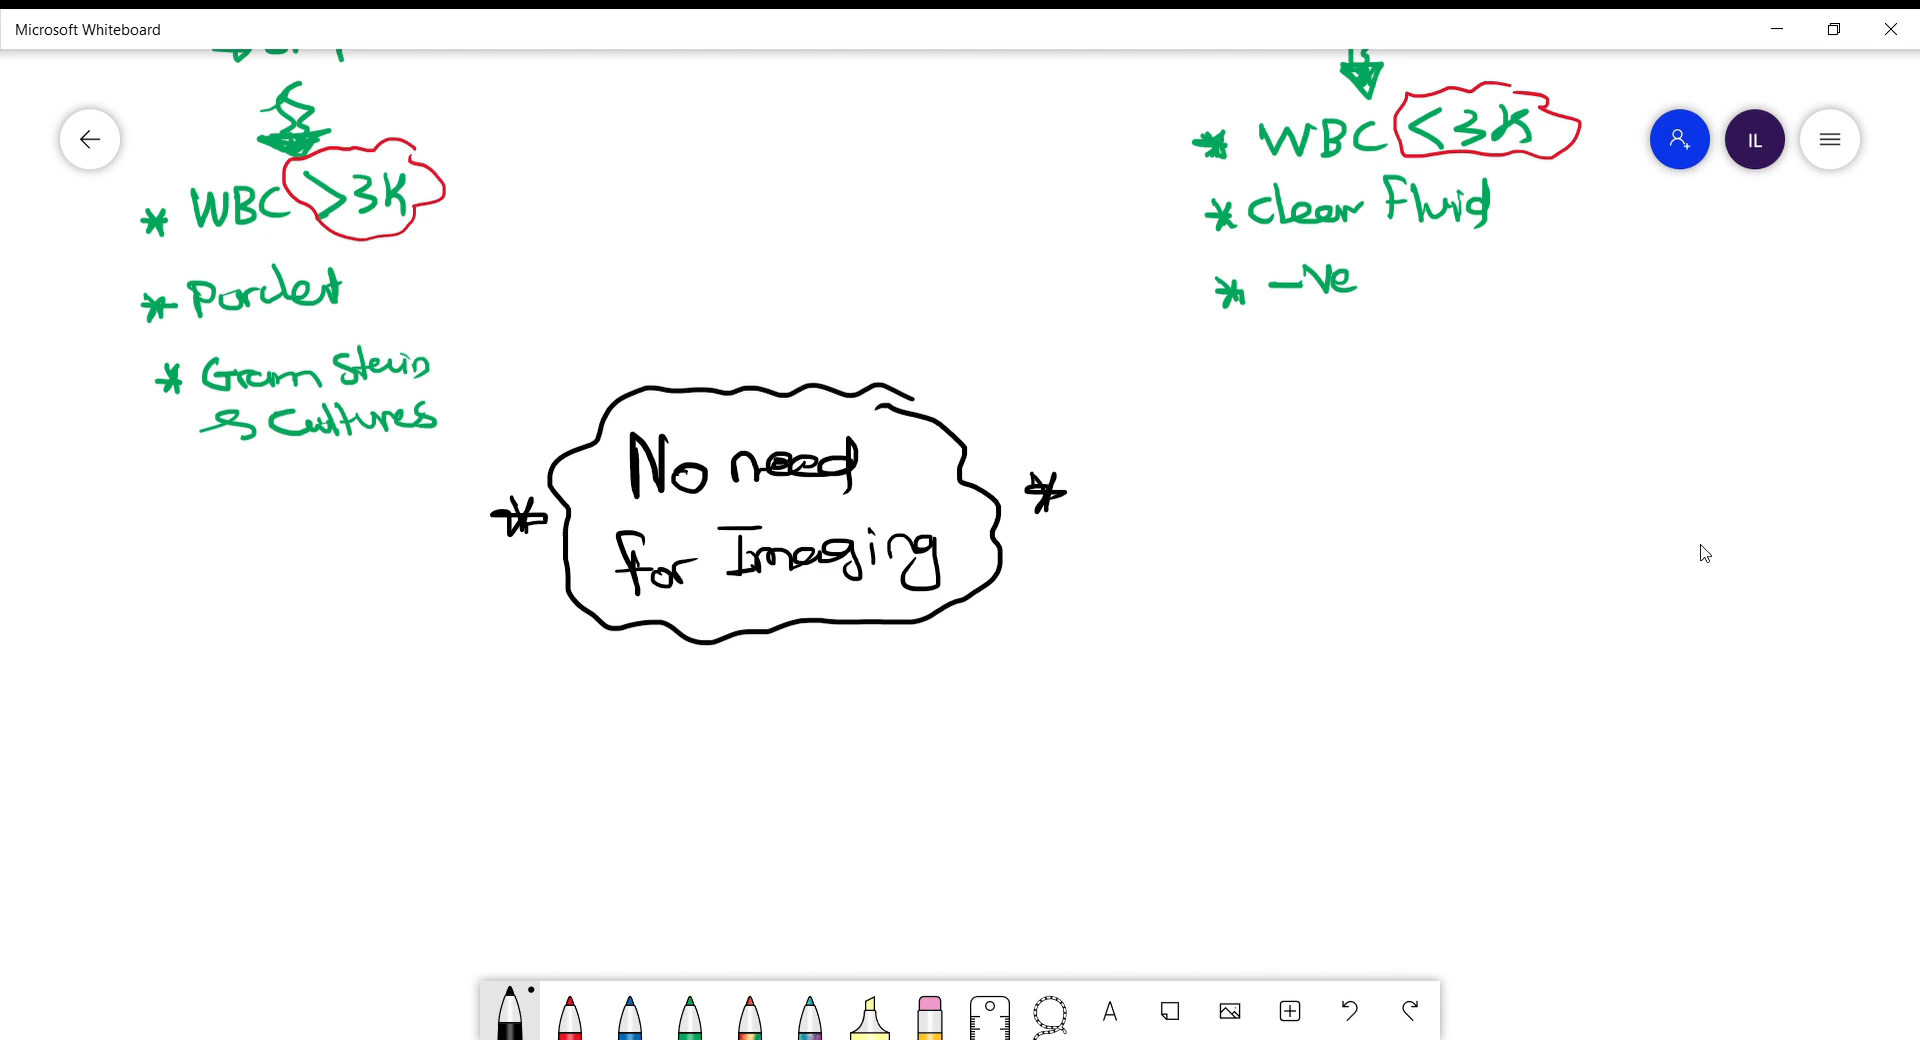 Microsoft Whiteboard
IL
* WBC >3K
* Purulent
* Gram Stain
Cultures
* WBC <3K
* Clear Fluid
* -ve
* No need *
for Imaging
A